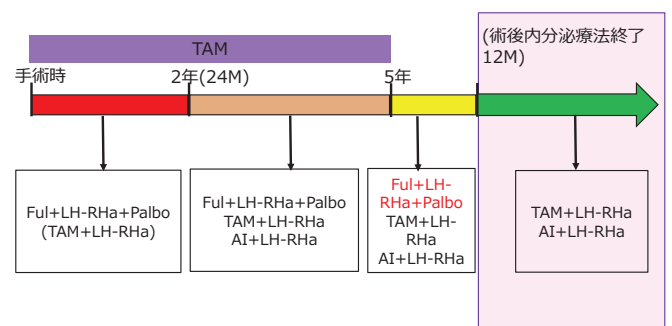 TAM
(術後内分泌療法終了
12M)
手術時
2年(24M)
5年
Ful+LH-RHa+Palbo
(TAM+LH-RHa)
Ful+LH-RHa+Palbo
TAM+LH-RHa
AI+LH-RHa
Ful+LH-
RHa+Palbo
TAM+LH-
RHa
AI+LH-RHa
TAM+LH-RHa
AI+LH-RHa